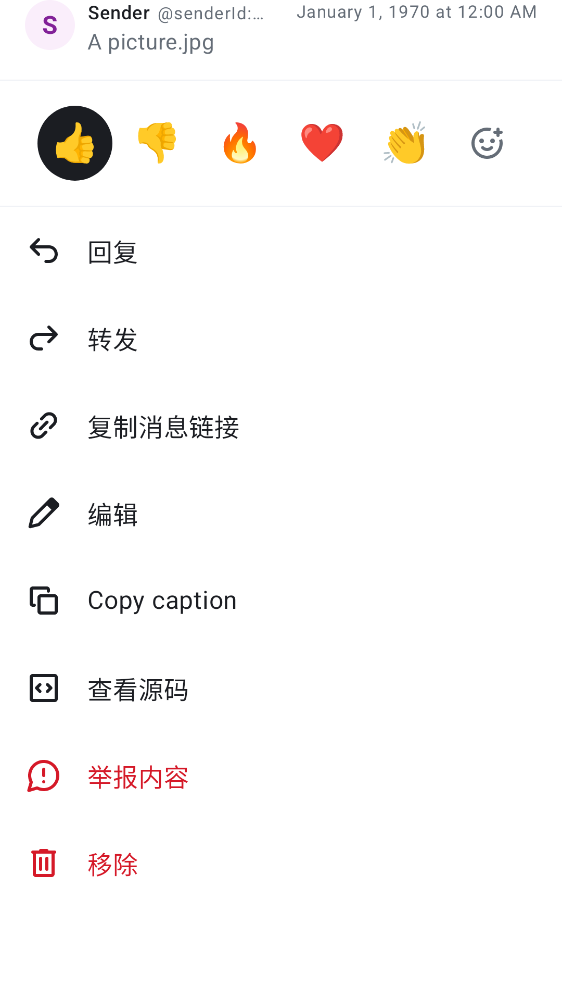 S
Sender @senderId:… January 1, 1970 at 12:00 AM
A picture.jpg
回复
转发
复制消息链接
编辑
Copy caption
查看源码
举报内容
移除